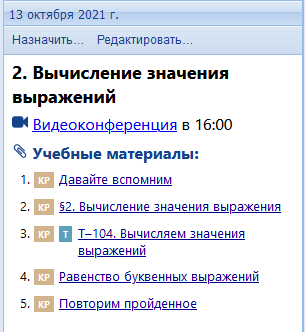 13 октября 2021 г.
Назначить... Редактировать...
2. Вычисление значения
выражений
Видеоконференция в 16:00
Учебные материалы:
1. КР Давайте вспомним
2. КР §2. Вычисление значения выражения
3. КР Т Т–104. Вычисляем значения
выражений
4. КР Равенство буквенных выражений
5. КР Повторим пройденное